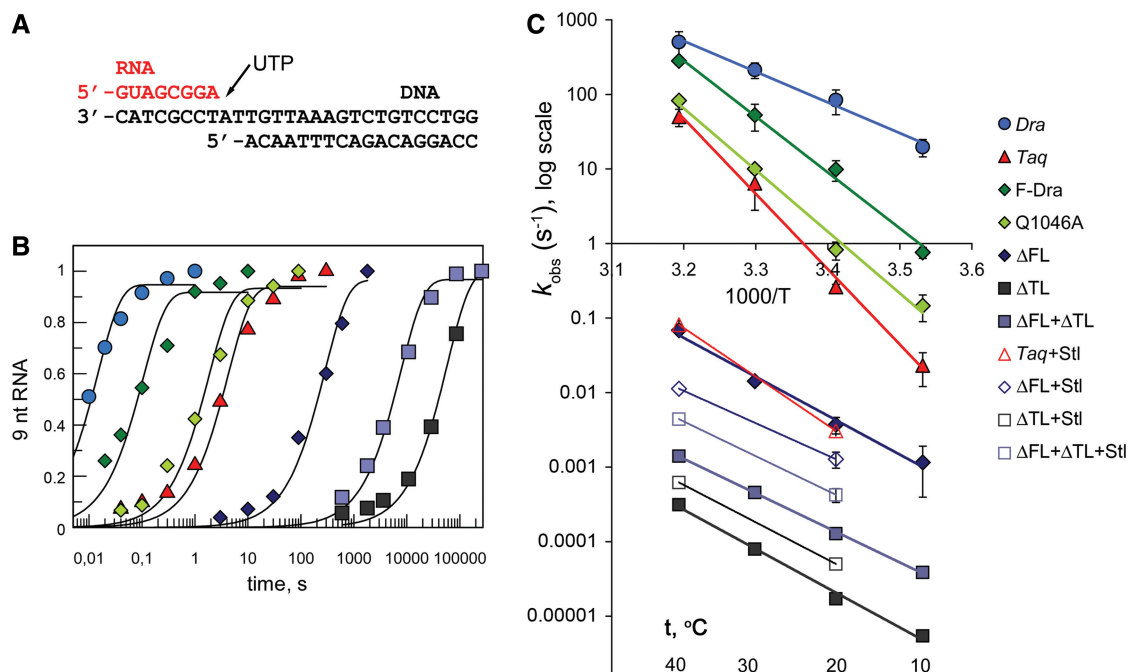 A
RNA
UTP
5'-GUAGCGGA
DNA
3'-CATCGCCTATTGTTAAAGTCTGTCCTGG
5'-ACAATTTCAGACAGGACC
B
9 nt RNA
1
0.8
0.6
0.4
0.2
0
0,01
0,1
1
10
100
1000
10000
100000
time, s
C
kobs (s-1), log scale
1000
100
10
1
0.1
0.01
0.001
0.0001
0.00001
3.1
3.2
3.3
3.4
3.5
3.6
1000/T
t, °C
40
30
20
10
Dra
Taq
F-Dra
Q1046A
ΔFL
ΔTL
ΔFL+ΔTL
Taq+Stl
ΔFL+Stl
ΔTL+Stl
ΔFL+ΔTL+Stl